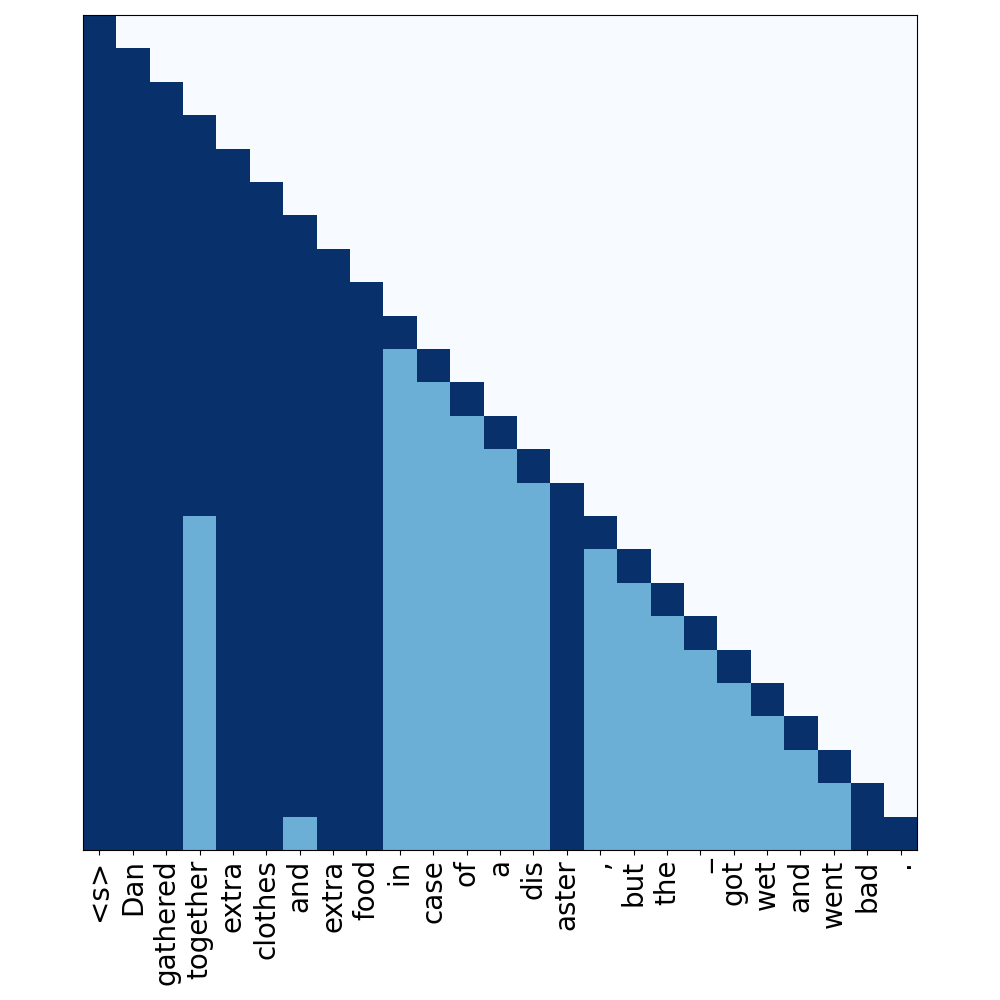 <s> Dan gathered together extra clothes and extra food in case of a dis aster , but the _ got wet and went bad .